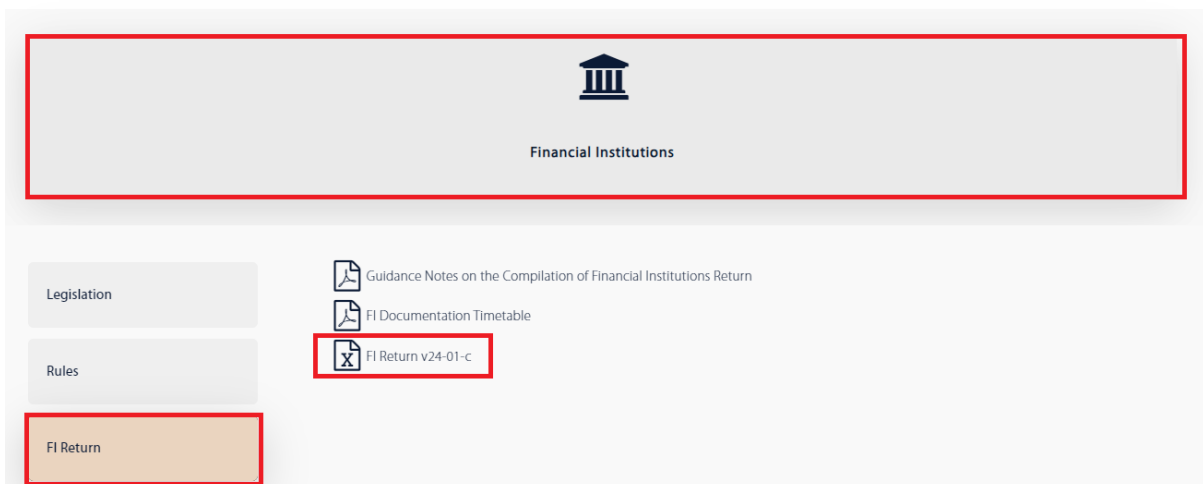 Financial Institutions
Legislation
Rules
FI Return
Guidance Notes on the Compilation of Financial Institutions Return
FI Documentation Timetable
FI Return v24-01-c